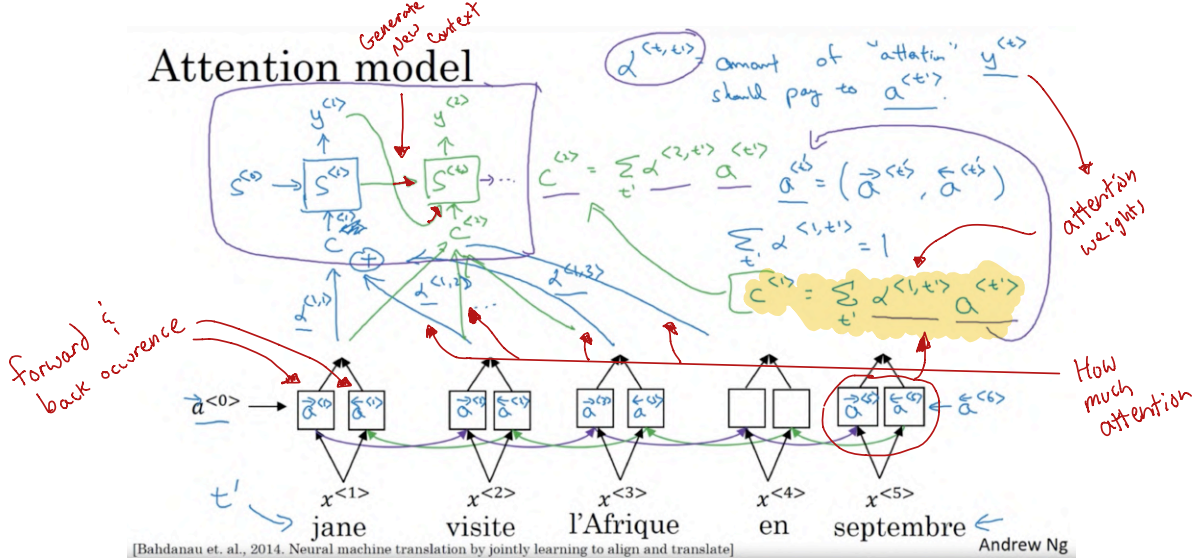 Generate
New
Context
Attention model
α<t,t'> = amount of "attention" y<t>
should pay to a<t'>.
y<1>
y<2>
s<0> → s<1>
→ ...
c<1>
c<2>
c<2> = Σt' α<2,t'> a<t'>
a<t'> = (→a<t'>, ←a<t'>)
Σt' α<1,t'> = 1
c<1> = Σt' α<1,t'> a<t'>
attention
weights
α<1,1>
α<1,2>
...
α<1,3>
forward &
back occurence
How
much
attention
→a<0>
→a<1> ←a<1>
→a<2> ←a<2>
→a<3> ←a<3>
→a<5> ←a<5>
←a<6>
t'
x<1> x<2> x<3> x<4> x<5>
jane visite l'Afrique en septembre
[Bahdanau et. al., 2014. Neural machine translation by jointly learning to align and translate]
Andrew Ng